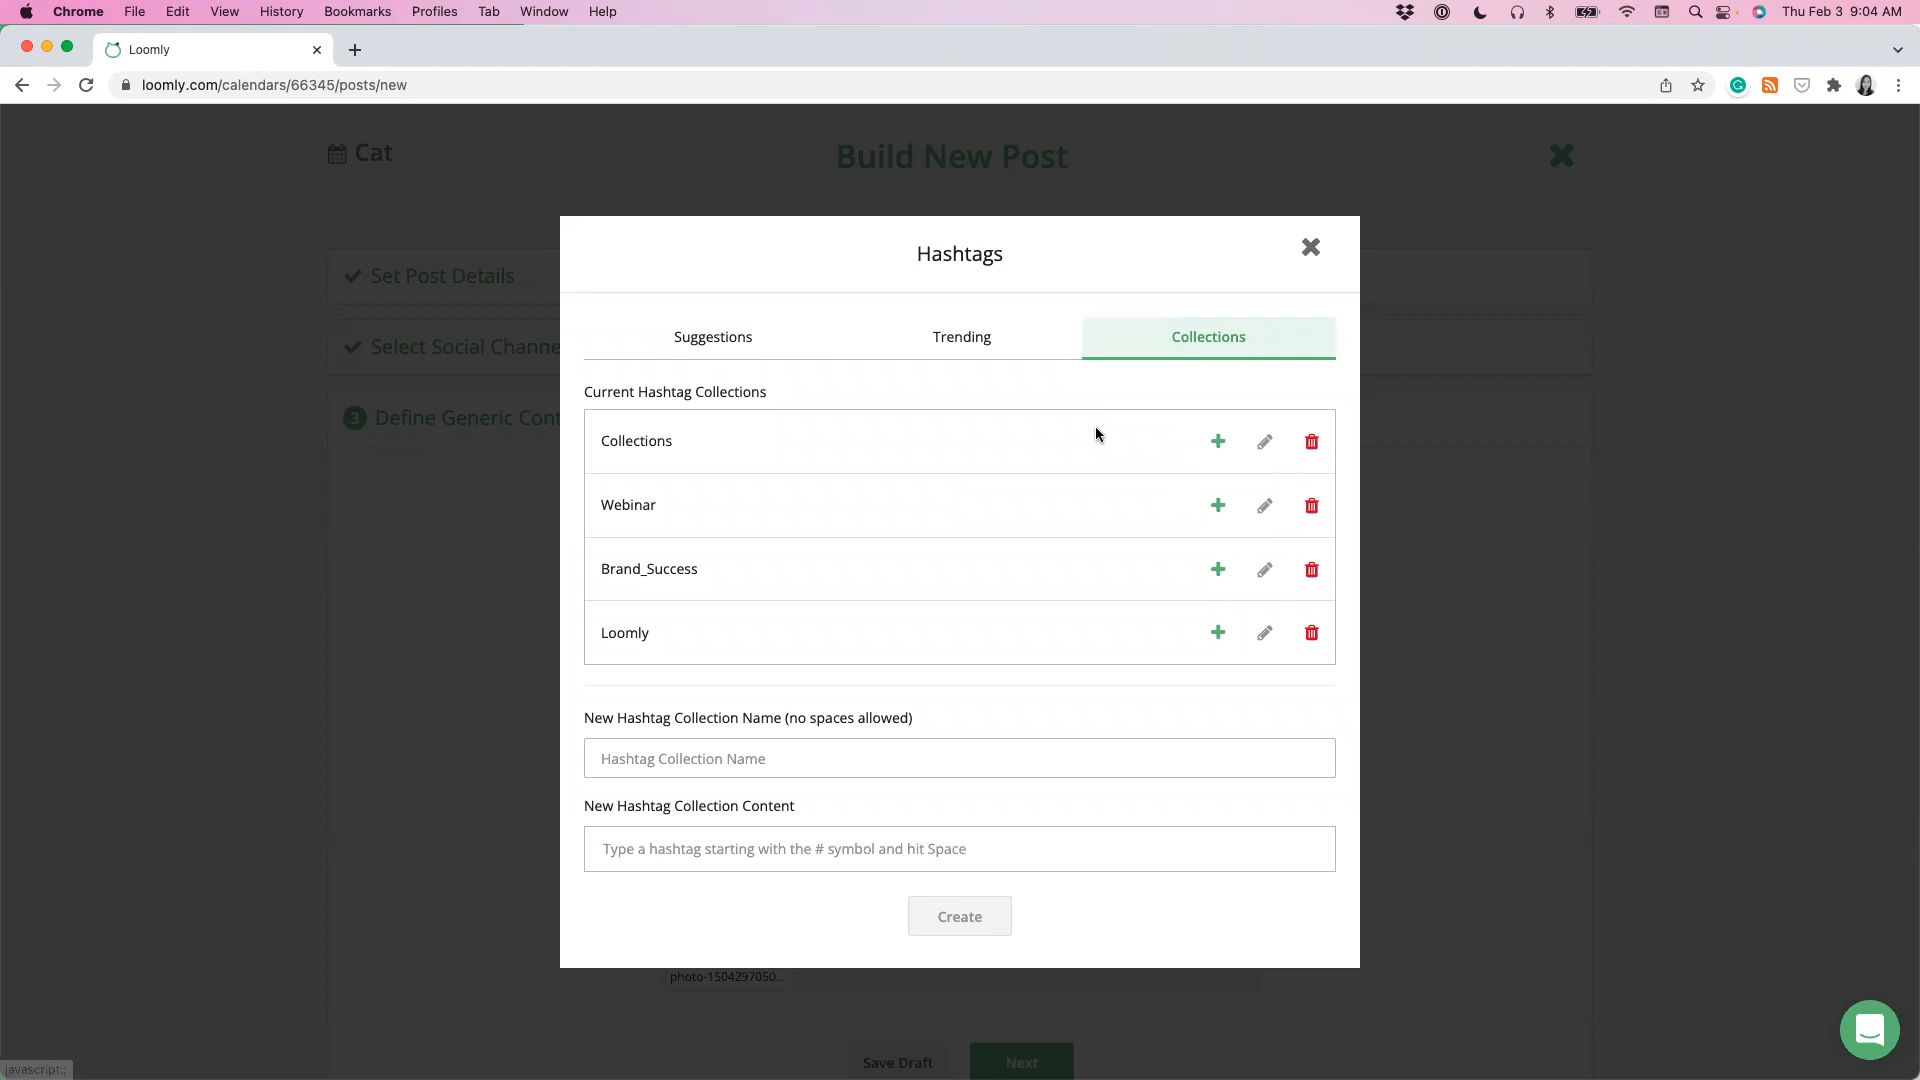 Chrome File Edit View History Bookmarks Profiles Tab Window Help Thu Feb 3 9:04 AM
Loomly
loomly.com/calendars/66345/posts/new
Cat
Build New Post
Hashtags
Set Post Details
Suggestions Trending Collections
Select Social Channe
Current Hashtag Collections
3 Define Generic Cont
Collections
Webinar
Brand_Success
Loomly
New Hashtag Collection Name (no spaces allowed)
Hashtag Collection Name
New Hashtag Collection Content
Type a hashtag starting with the # symbol and hit Space
Create
photo-1504297050...
Save Draft Next
javascript:;